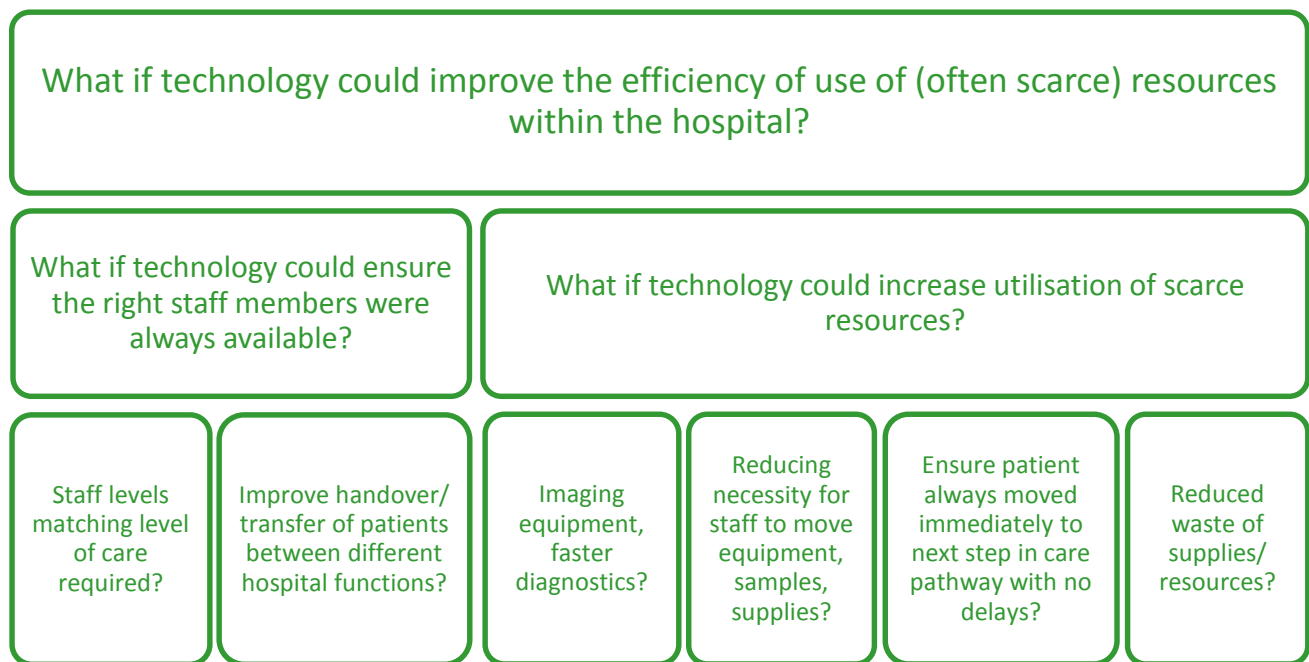 What if technology could improve the efficiency of use of (often scarce) resources
within the hospital?
What if technology could ensure
the right staff members were
always available?
What if technology could increase utilisation of scarce
resources?
Staff levels
matching level
of care
required?
Improve handover/
transfer of patients
between different
hospital functions?
Imaging
equipment,
faster
diagnostics?
Reducing
necessity for
staff to move
equipment,
samples,
supplies?
Ensure patient
always moved
immediately to
next step in care
pathway with no
delays?
Reduced
waste of
supplies/
resources?